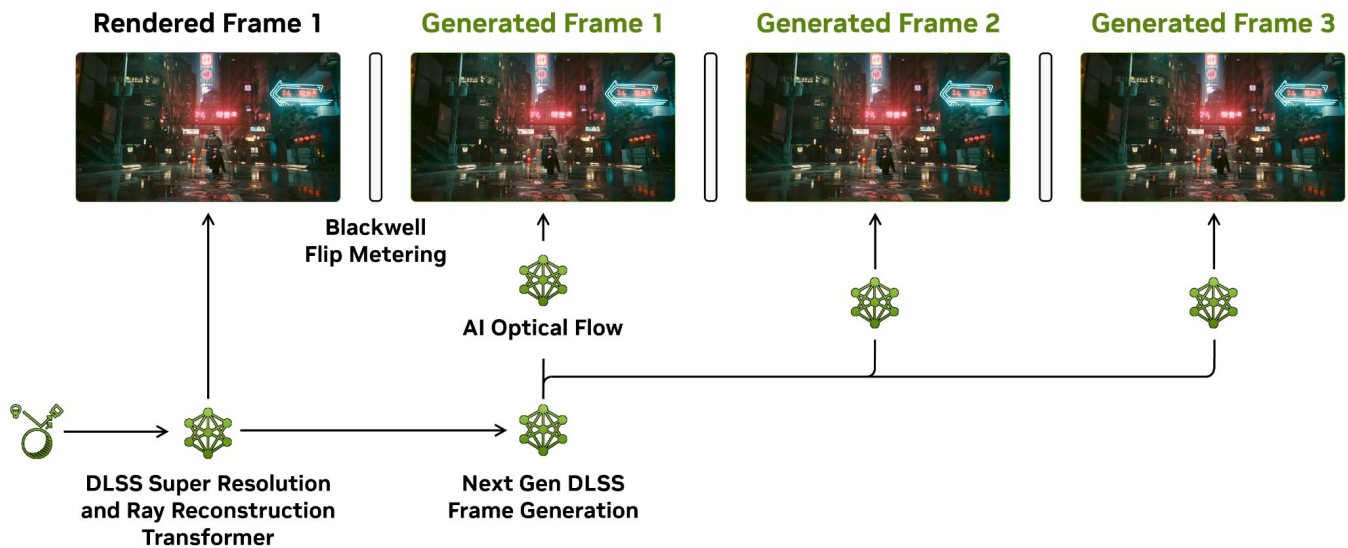 Rendered Frame 1
Generated Frame 1
Generated Frame 2
Generated Frame 3
Blackwell
Flip Metering
AI Optical Flow
DLSS Super Resolution
and Ray Reconstruction
Transformer
Next Gen DLSS
Frame Generation